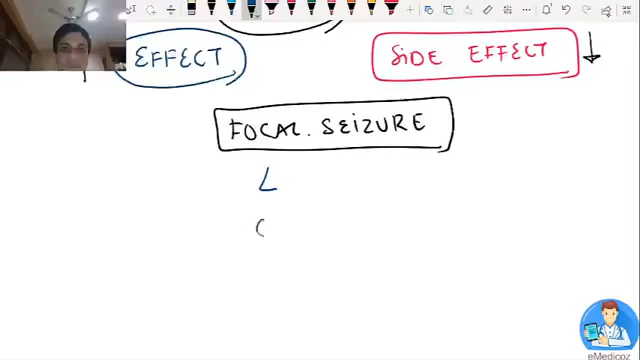 EFFECT SIDE EFFECT ↓
FOCAL. SEIZURE
L
C
eMedicoz